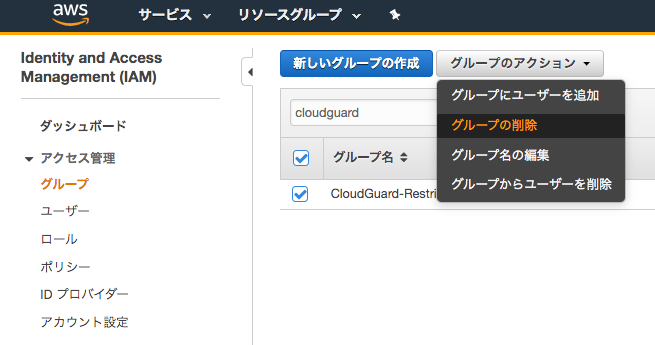 aws
サービス
リソースグループ
Identity and Access
Management (IAM)
ダッシュボード
アクセス管理
グループ
ユーザー
ロール
ポリシー
ID プロバイダー
アカウント設定
新しいグループの作成
グループのアクション
cloudguard
グループ名
CloudGuard-Restri
グループにユーザーを追加
グループの削除
グループ名の編集
グループからユーザーを削除